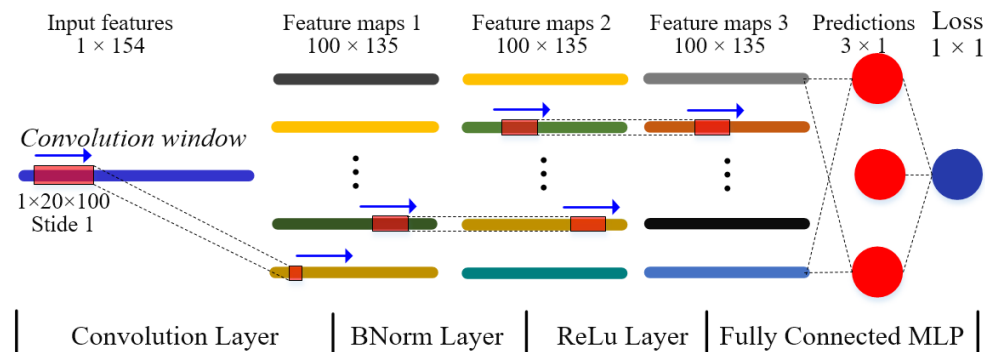 Input features
1 × 154
Feature maps 1
100 × 135
Feature maps 2
100 × 135
Feature maps 3
100 × 135
Predictions
3 × 1
Loss
1 × 1
Convolution window
1×20×100
Stide 1
Convolution Layer
BNorm Layer
ReLu Layer
Fully Connected MLP